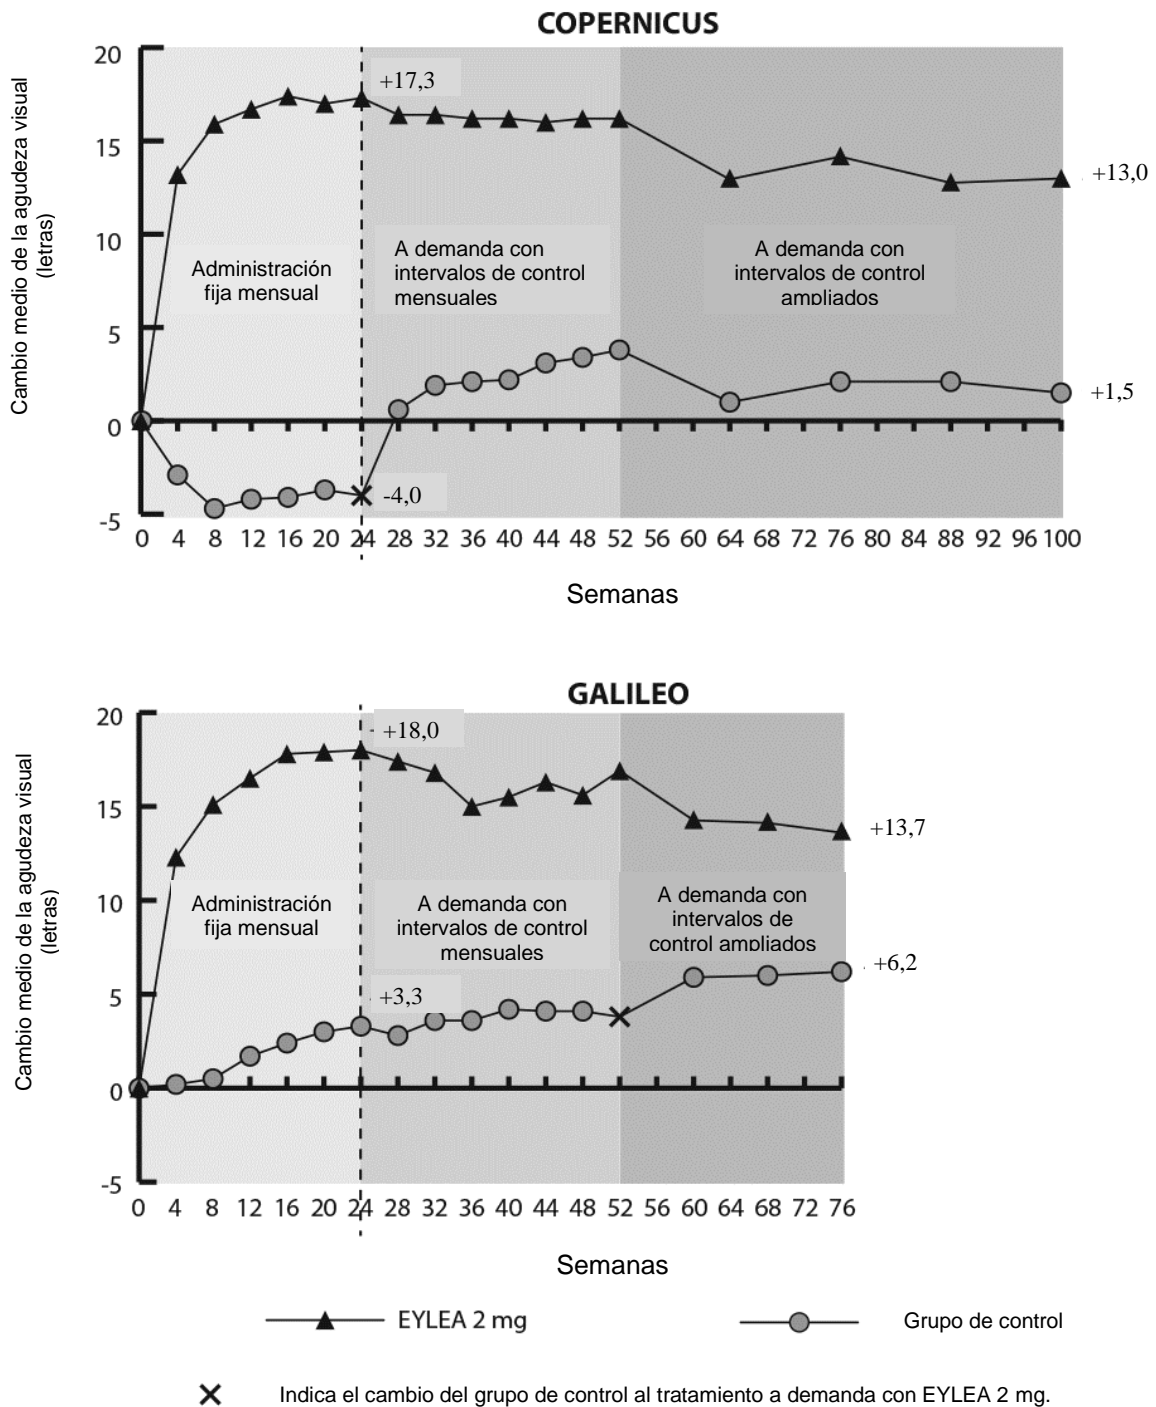 COPERNICUS
Cambio medio de la agudeza visual
(letras)
20
15
10
5
0
-5
+17,3
+13,0
Administración
fija mensual
A demanda con
intervalos de control
mensuales
A demanda con
intervalos de control
ampliados
+1,5
-4,0
0 4 8 12 16 20 24 28 32 36 40 44 48 52 56 60 64 68 72 76 80 84 88 92 96 100
Semanas
GALILEO
Cambio medio de la agudeza visual
(letras)
20
15
10
5
0
-5
+18,0
+13,7
Administración
fija mensual
A demanda con
intervalos de control
mensuales
A demanda con
intervalos de
control ampliados
+6,2
+3,3
0 4 8 12 16 20 24 28 32 36 40 44 48 52 56 60 64 68 72 76
Semanas
EYLEA 2 mg
Grupo de control
Indica el cambio del grupo de control al tratamiento a demanda con EYLEA 2 mg.